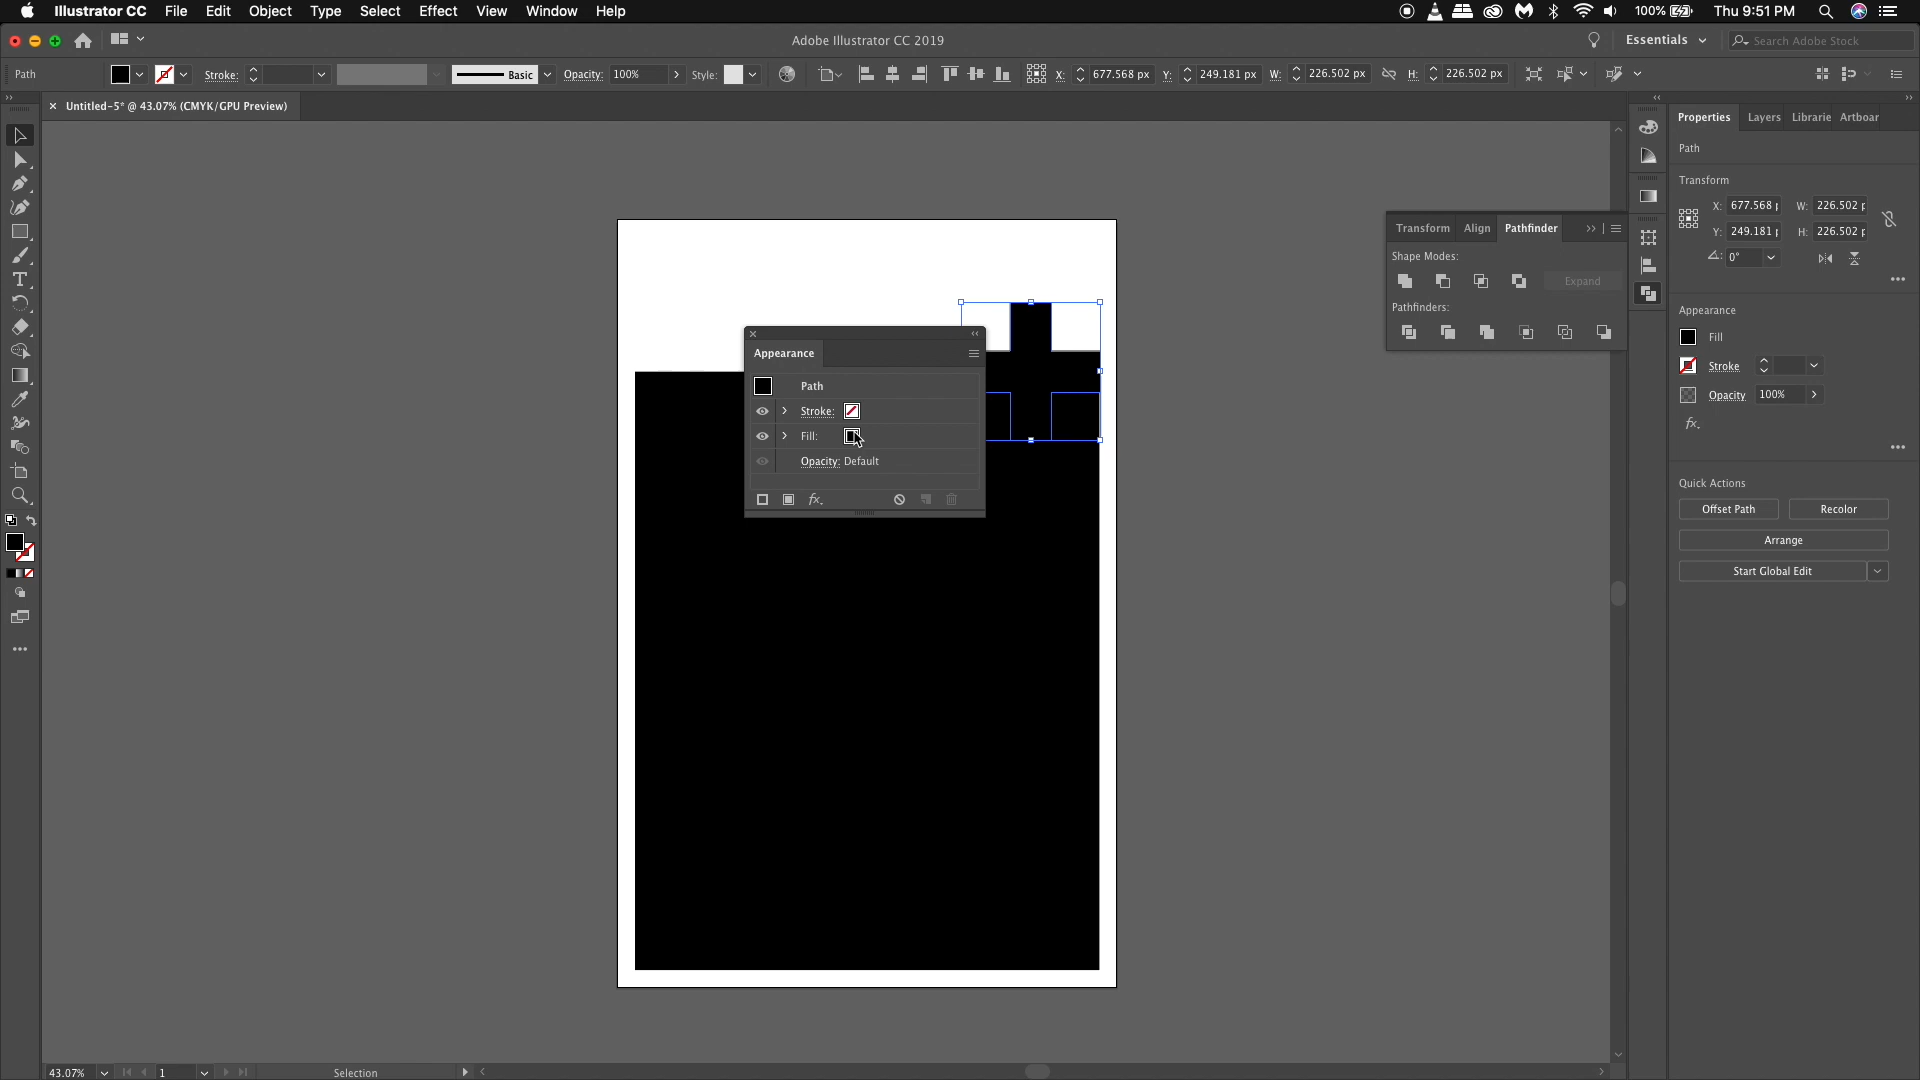 Illustrator CC File Edit Object Type Select Effect View Window Help 100% Thu 9:51 PM
Adobe Illustrator CC 2019 Essentials Search Adobe Stock
Path Stroke: Basic Opacity: 100% Style: X: 677.568 px Y: 249.181 px W: 226.502 px H: 226.502 px
Untitled-5* @ 43.07% (CMYK/GPU Preview)
Properties Layers Librarie Artboar
Path
Transform
X: 677.568 W: 226.502
Y: 249.181 H: 226.502
0°
Transform Align Pathfinder
Shape Modes:
Expand
Pathfinders:
Appearance
Fill
Stroke
Opacity 100%
fx.
Quick Actions
Offset Path Recolor
Arrange
Start Global Edit
Appearance
Path
Stroke:
Fill:
Opacity: Default
fx.
43.07% 1 Selection